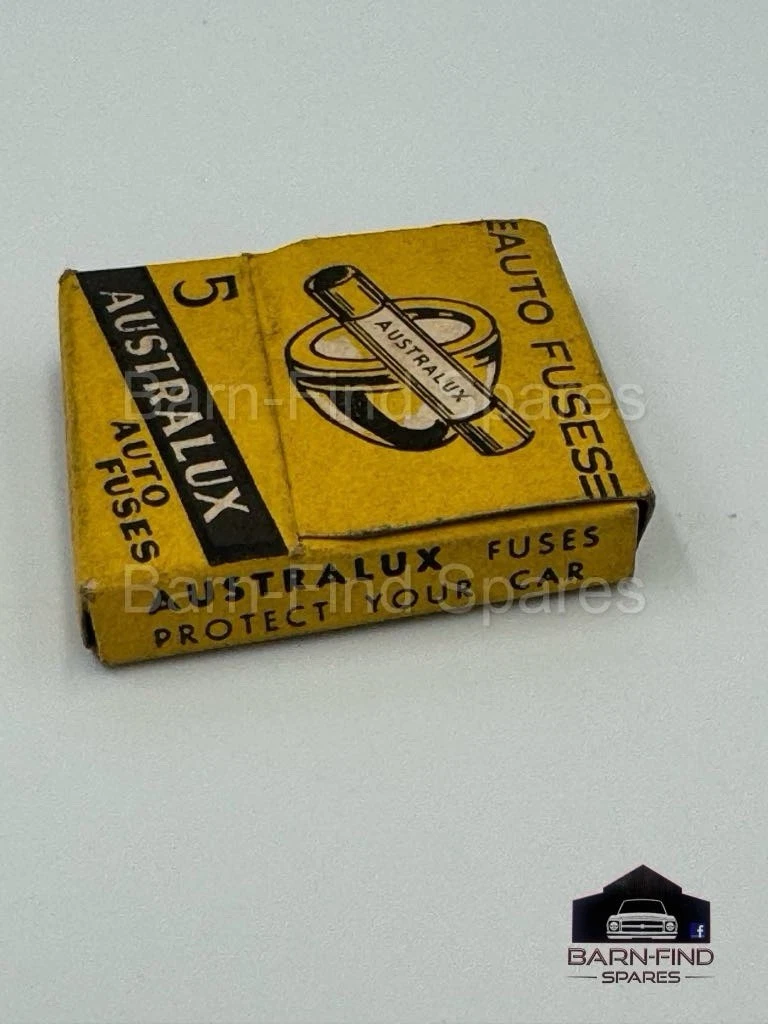 5
AUSTRALUX
AUTO
FUSES
AUSTRALUX
AUTO FUSES
AUSTRALUX FUSES
PROTECT YOUR CAR
Barn-Find Spares
Barn-Find Spares
f
BARN-FIND
SPARES